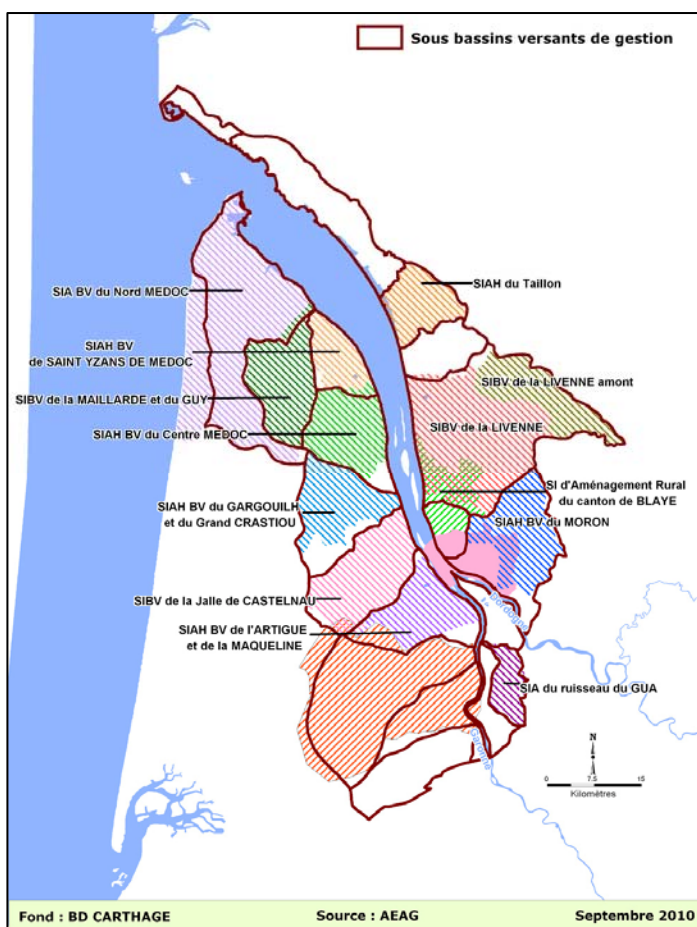 Sous bassins versants de gestion
SIA BV du Nord MEDOC
SIAH du Taillon
SIAH BV
de SAINT YZANS DE MEDOC
SIBV de la LIVENNE amont
SIBV de la MAILLARDE et du GUY
SIBV de la LIVENNE
SIAH BV du Centre MEDOC
SI d'Aménagement Rural
du canton de BLAYE
SIAH BV du GARGOUILH
et du Grand CRASTIOU
SIAH BV du MORON
Dordogne
SIBV de la Jalle de CASTELNAU
SIAH BV de l'ARTIGUE
et de la MAQUELINE
SIA du ruisseau du GUA
Garonne
N
0 7.5 15
Kilomètres
Fond : BD CARTHAGE Source : AEAG Septembre 2010